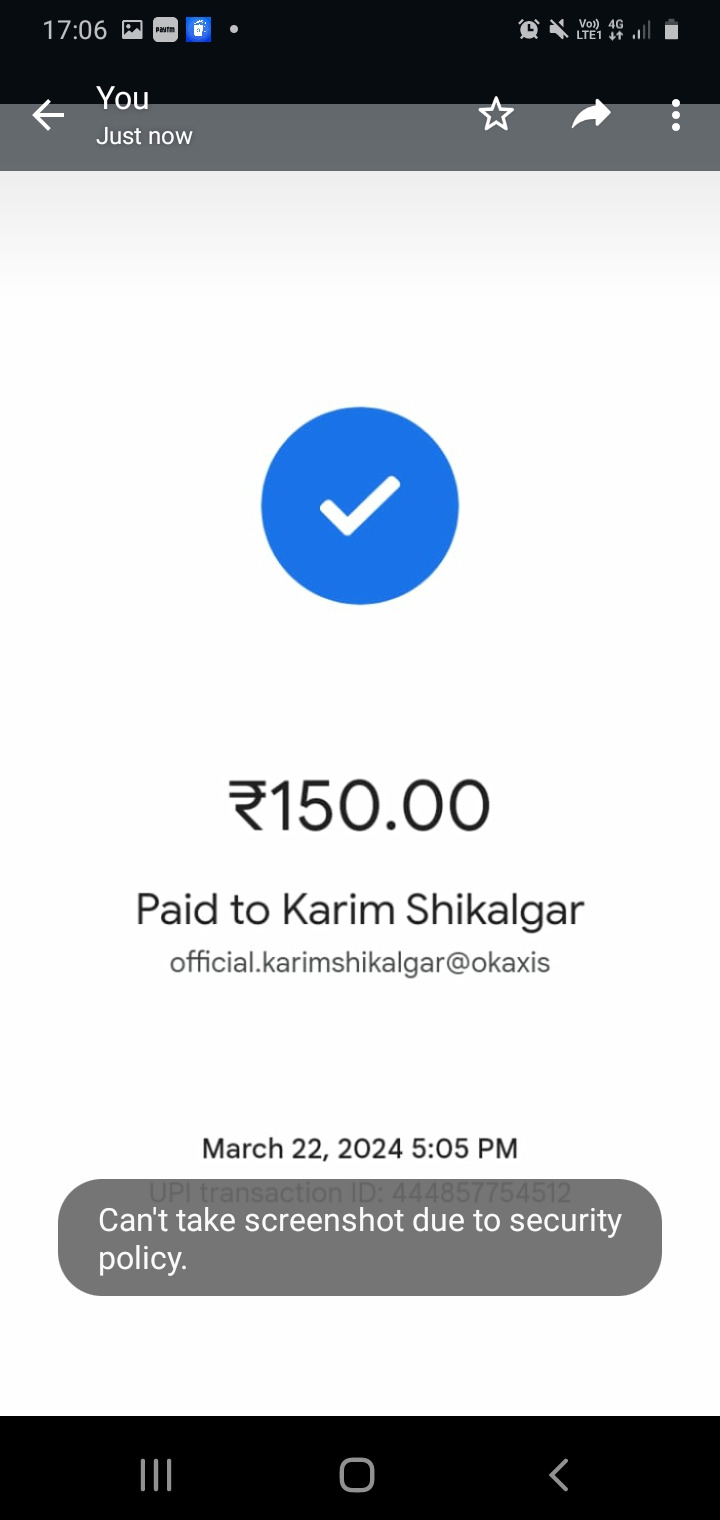 17:06 Paytm Vo)) LTE1 4G
You
Just now
₹150.00
Paid to Karim Shikalgar
official.karimshikalgar@okaxis
March 22, 2024 5:05 PM
UPI transaction ID: 444857754512
Can't take screenshot due to security
policy.